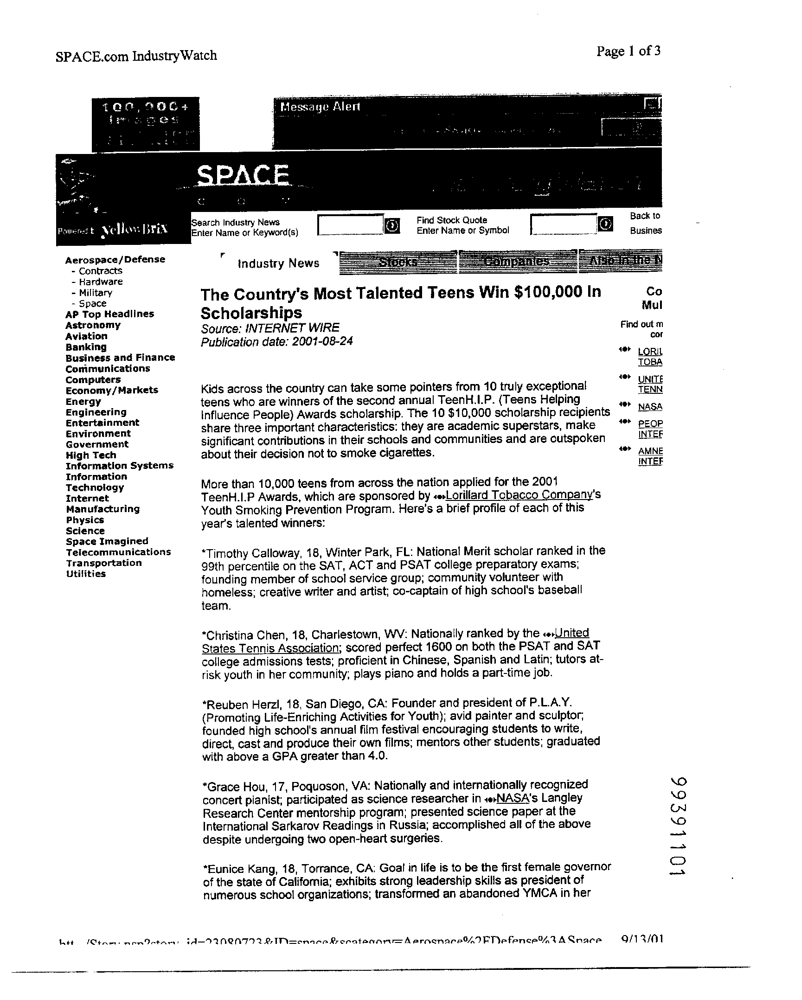 SPACE.com IndustryWatch
Page 1 of 3
100,000+
Images
Message Alert
SPACE
Powered by YellowBrix
Search Industry News
Enter Name or Keyword(s)
Find Stock Quote
Enter Name or Symbol
Back to
Busines
Industry News
Stocks
Companies
Also in the N
Aerospace/Defense
- Contracts
- Hardware
- Military
- Space
AP Top Headlines
Astronomy
Aviation
Banking
Business and Finance
Communications
Computers
Economy/Markets
Energy
Engineering
Entertainment
Environment
Government
High Tech
Information Systems
Information
Technology
Internet
Manufacturing
Physics
Science
Space Imagined
Telecommunications
Transportation
Utilities
The Country's Most Talented Teens Win $100,000 In
Scholarships
Source: INTERNET WIRE
Publication date: 2001-08-24
Kids across the country can take some pointers from 10 truly exceptional
teens who are winners of the second annual TeenH.I.P. (Teens Helping
Influence People) Awards scholarship. The 10 $10,000 scholarship recipients
share three important characteristics: they are academic superstars, make
significant contributions in their schools and communities and are outspoken
about their decision not to smoke cigarettes.
More than 10,000 teens from across the nation applied for the 2001
TeenH.I.P Awards, which are sponsored by Lorillard Tobacco Company's
Youth Smoking Prevention Program. Here's a brief profile of each of this
year's talented winners:
*Timothy Calloway, 18, Winter Park, FL: National Merit scholar ranked in the
99th percentile on the SAT, ACT and PSAT college preparatory exams;
founding member of school service group; community volunteer with
homeless; creative writer and artist; co-captain of high school's baseball
team.
*Christina Chen, 18, Charlestown, WV: Nationally ranked by the United
States Tennis Association; scored perfect 1600 on both the PSAT and SAT
college admissions tests; proficient in Chinese, Spanish and Latin; tutors at-
risk youth in her community; plays piano and holds a part-time job.
*Reuben Herzl, 18, San Diego, CA: Founder and president of P.L.A.Y.
(Promoting Life-Enriching Activities for Youth); avid painter and sculptor;
founded high school's annual film festival encouraging students to write,
direct, cast and produce their own films; mentors other students; graduated
with above a GPA greater than 4.0.
*Grace Hou, 17, Poquoson, VA: Nationally and internationally recognized
concert pianist; participated as science researcher in NASA's Langley
Research Center mentorship program; presented science paper at the
International Sarkarov Readings in Russia; accomplished all of the above
despite undergoing two open-heart surgeries.
*Eunice Kang, 18, Torrance, CA: Goal in life is to be the first female governor
of the state of California; exhibits strong leadership skills as president of
numerous school organizations; transformed an abandoned YMCA in her
Co
Mul
Find out m
cor
LORIL
TOBA
UNITE
TENN
NASA
PEOP
INTEF
AMNE
INTEF
99391101
9/13/01